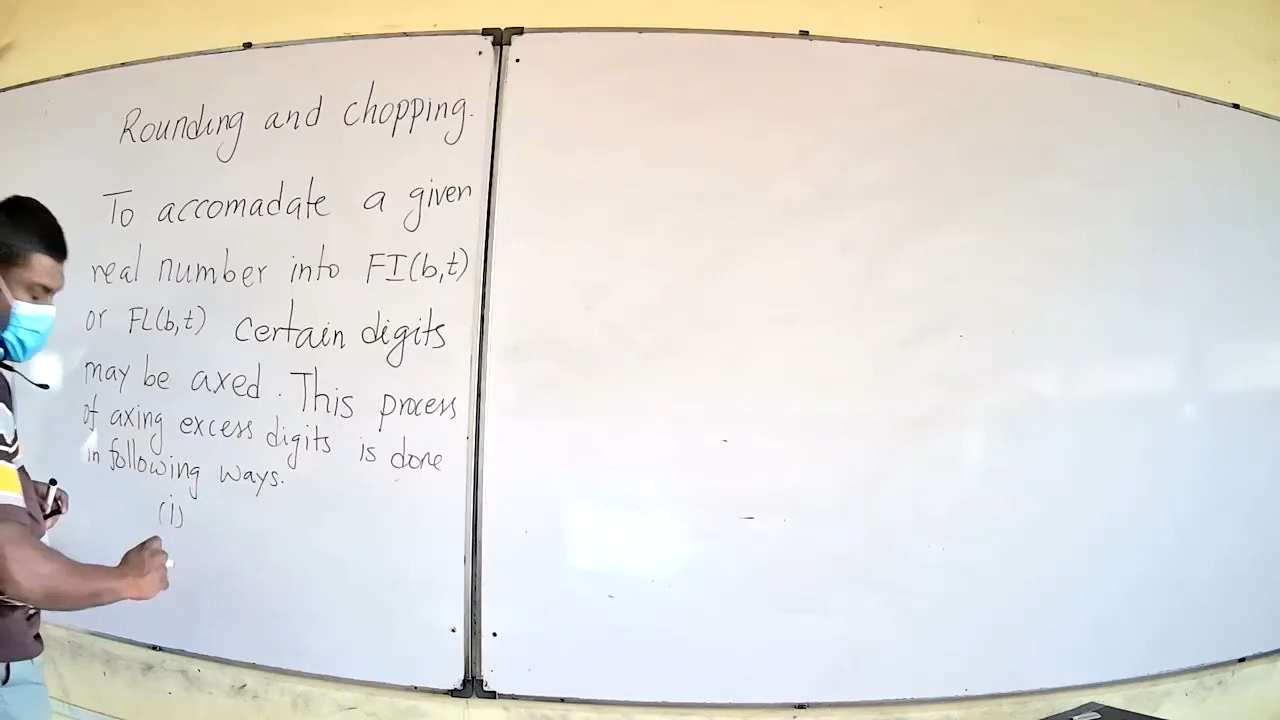 Rounding and chopping.
To accomadate a given
real number into FI(b,t)
or FL(b,t) certain digits
may be axed. This process
of axing excess digits is done
in following ways.
(i)